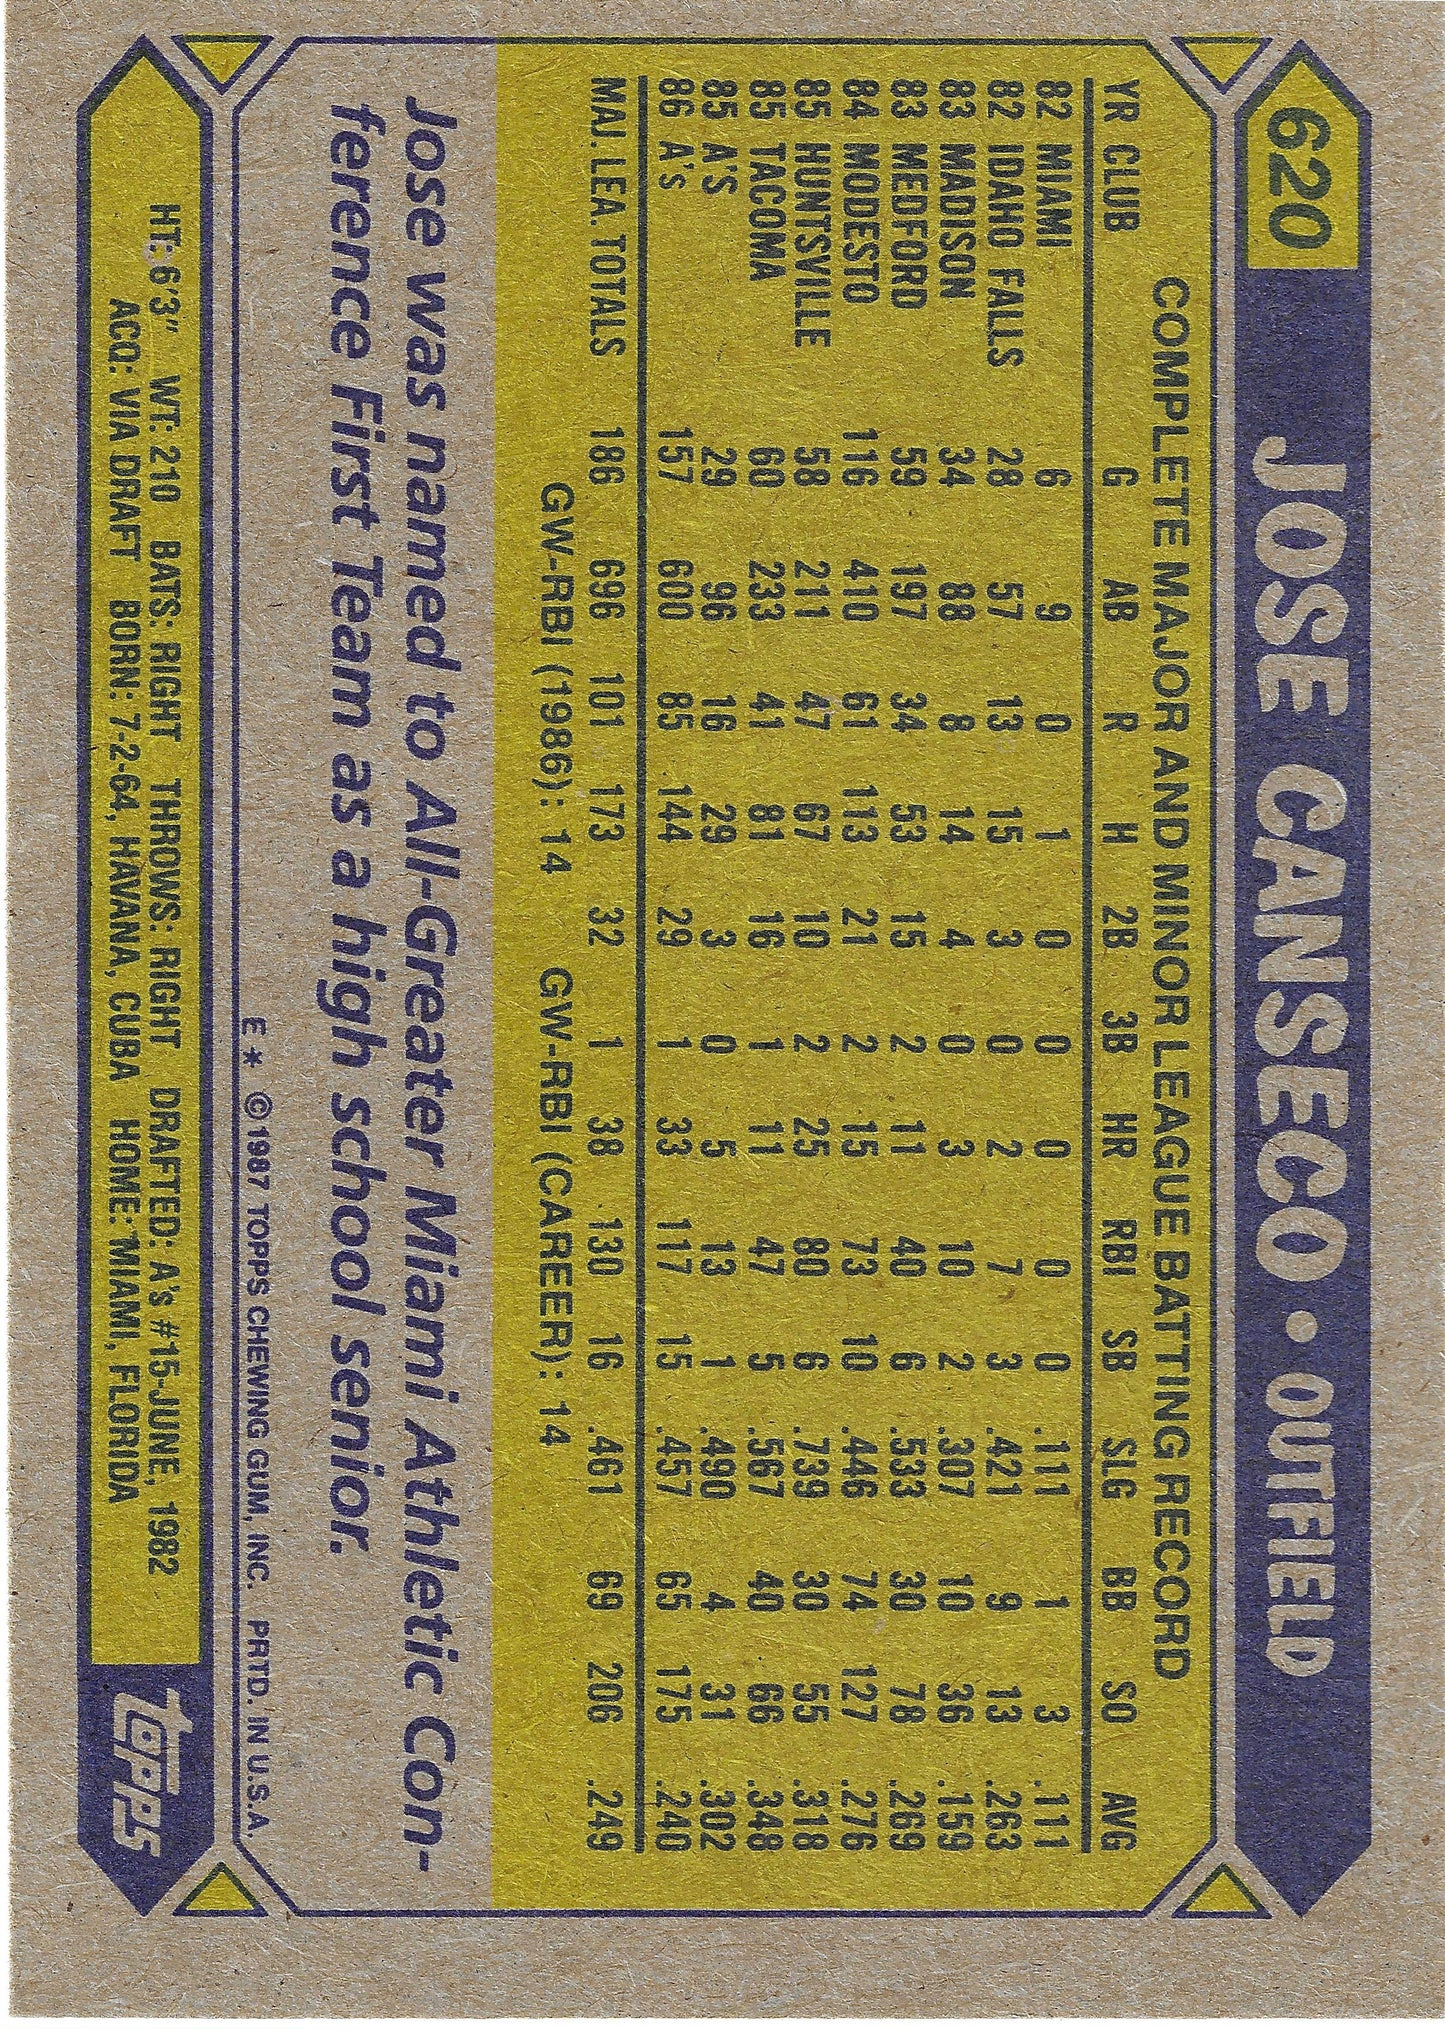 620 JOSE CANSECO • OUTFIELD
COMPLETE MAJOR AND MINOR LEAGUE BATTING RECORD
YR CLUB G AB R H 2B 3B HR RBI SB SLG BB SO AVG
82 MIAMI 6 9 0 1 0 0 0 0 0 .111 1 3 .111
82 IDAHO FALLS 28 57 13 15 3 0 2 7 3 .421 9 13 .263
83 MADISON 34 88 8 14 4 0 3 10 2 .307 10 36 .159
83 MEDFORD 59 197 34 53 15 2 11 40 6 .533 30 78 .269
84 MODESTO 116 410 61 113 21 2 15 73 10 .446 74 127 .276
85 HUNTSVILLE 58 211 47 67 10 2 25 80 6 .739 30 55 .318
85 TACOMA 60 233 41 81 16 1 11 47 5 .567 40 66 .348
85 A'S 29 96 16 29 3 0 5 13 1 .490 4 31 .302
86 A's 157 600 85 144 29 1 33 117 15 .457 65 175 .240
MAJ. LEA. TOTALS 186 696 101 173 32 1 38 130 16 .461 69 206 .249
GW-RBI (1986): 14 GW-RBI (CAREER): 14
Jose was named to All-Greater Miami Athletic Con-
ference First Team as a high school senior.
E * © 1987 TOPPS CHEWING GUM, INC. PRTD. IN U.S.A.
HT: 6'3" WT: 210 BATS: RIGHT THROWS: RIGHT DRAFTED: A's #15-JUNE, 1982
ACQ: VIA DRAFT BORN: 7-2-64, HAVANA, CUBA HOME: MIAMI, FLORIDA
Topps